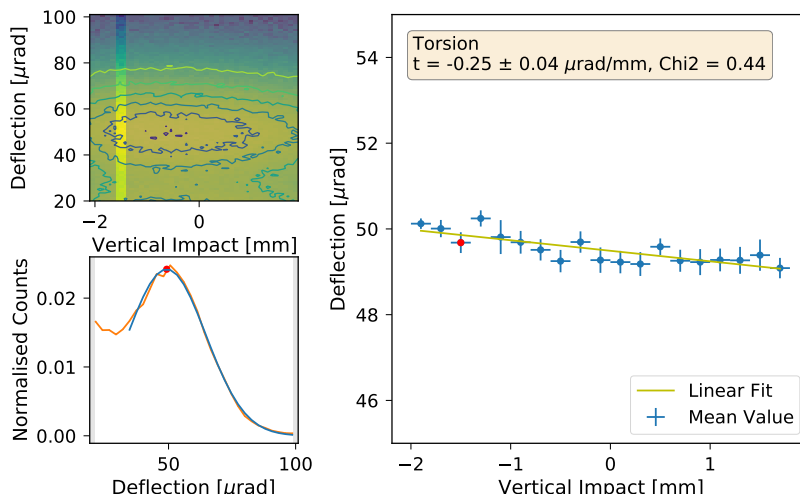 100
80
60
40
20
Deflection [μrad]
−2
0
Vertical Impact [mm]
0.02
0.01
0.00
Normalised Counts
50
100
Deflection [μrad]
54
52
50
48
46
Deflection [μrad]
Torsion
t = -0.25 ± 0.04 μrad/mm, Chi2 = 0.44
Linear Fit
Mean Value
−2
−1
0
1
Vertical Impact [mm]